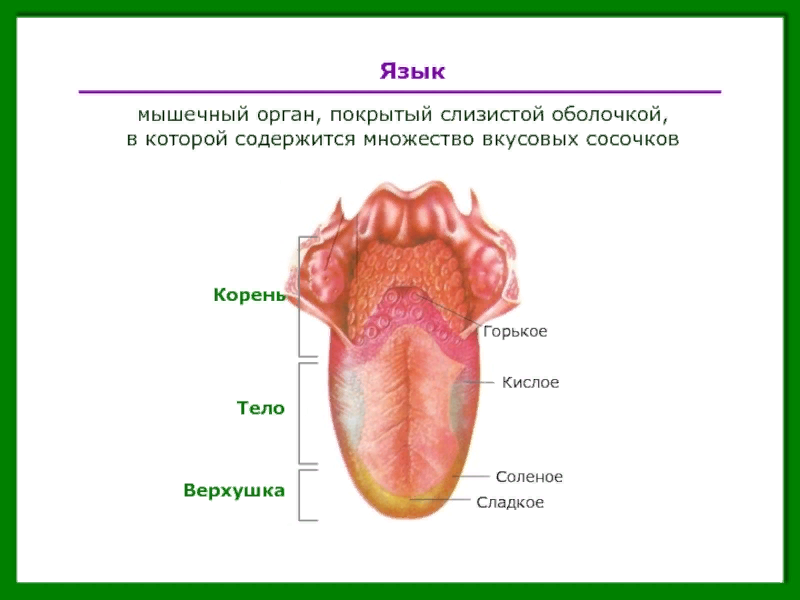 Язык
мышечный орган, покрытый слизистой оболочкой,
в которой содержится множество вкусовых сосочков
Корень
Горькое
Кислое
Тело
Соленое
Верхушка
Сладкое